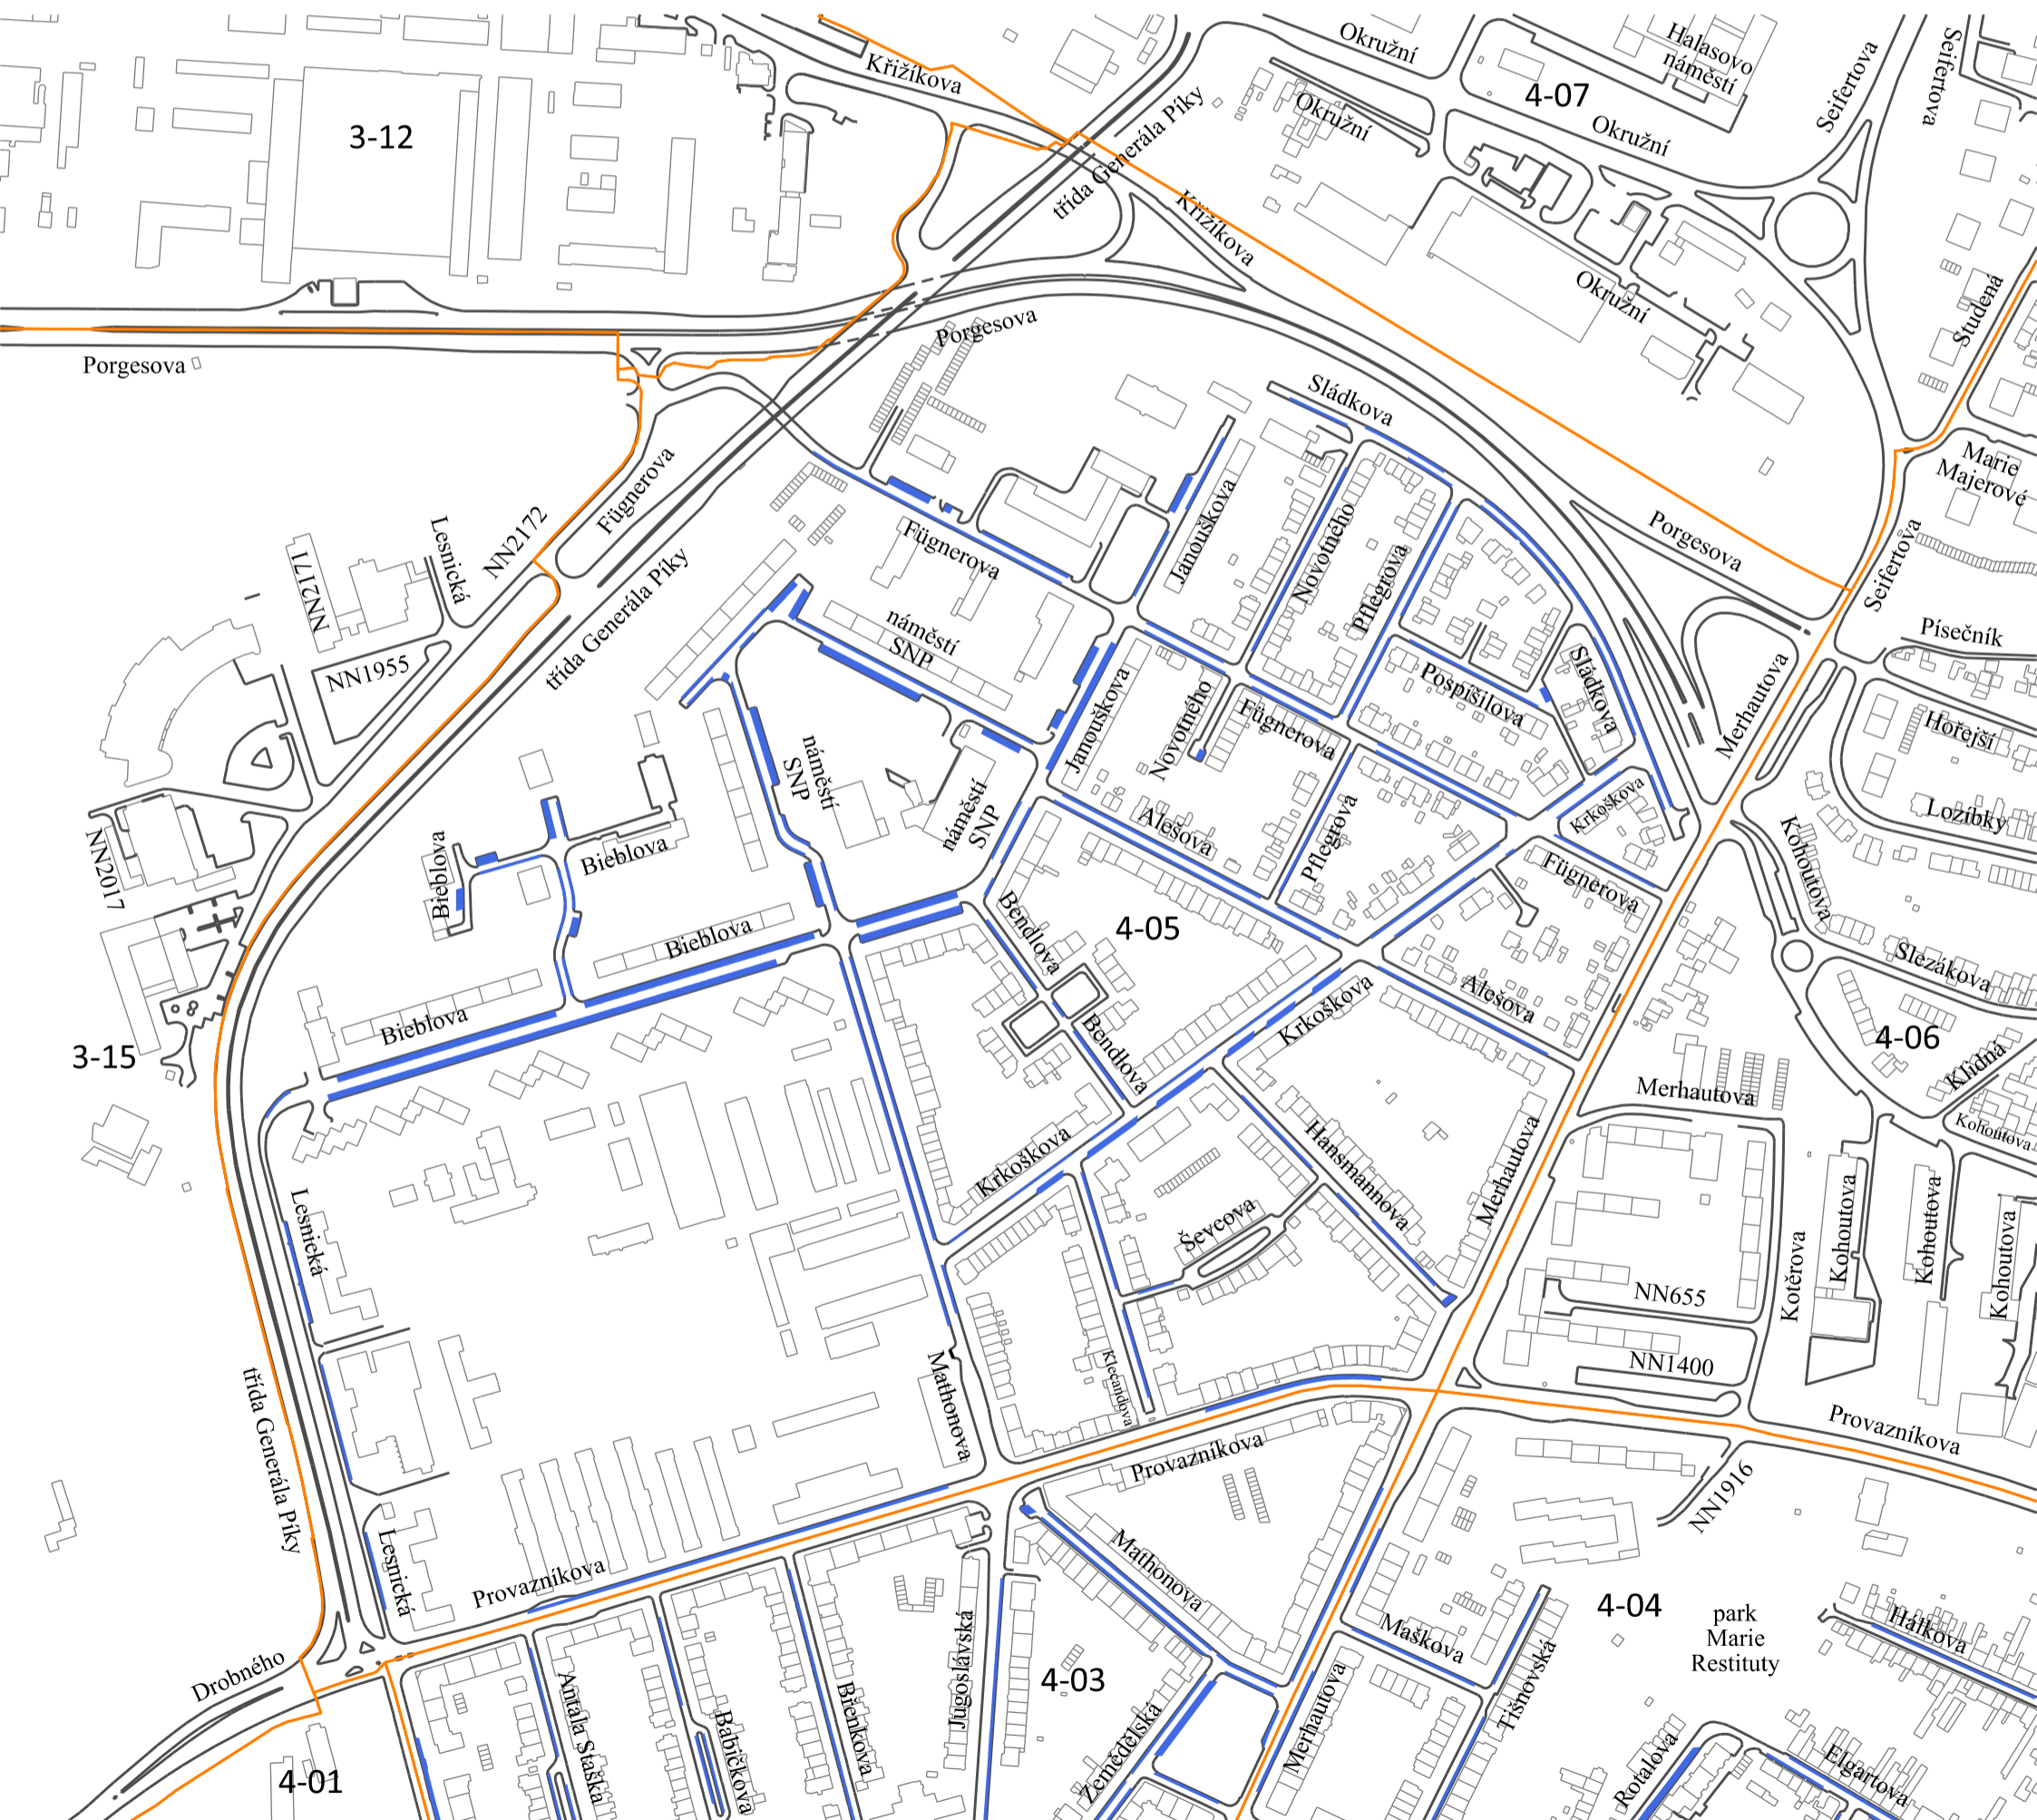 Křižíkova
Okružní
Halasovo
náměstí
Seifertova
Seifertova
3-12
4-07
Okružní
Okružní
třída Generála Píky
Křižíkova
Okružní
Studená
Porgesova
Porgesova
Sládkova
Marie
Majerové
Fügnerova
Lesnická
NN2172
Janouškova
Novotného
Porgesova
Seifertova
NN2171
Fügnerova
Pflegrova
třída Generála Píky
náměstí
SNP
Písečník
NN1955
Pospíšilova
Sládkova
Merhautova
Janouškova
Novotného
Fügnerova
Hořejší
náměstí
SNP
náměstí
SNP
Alešova
Pflegrova
Krkoškova
Lozíbky
NN2017
Bieblova
Bieblova
Fügnerova
Kohoutova
Bieblova
Bendlova
4-05
Slezákova
Bieblova
Alešova
Krkoškova
3-15
Bendlova
4-06
Klidná
Merhautova
Kohoutova
Krkoškova
Hansmannova
Merhautova
Lesnická
Ševcova
Kotěrova
Kohoutova
Kohoutova
Kohoutova
NN655
NN1400
Mathonova
Klečandova
třída Generála Píky
Provazníkova
Provazníkova
NN1916
Lesnická
Provazníkova
Mathonova
4-04
park
Marie
Restituty
Hálkova
Maškova
Drobného
Antala Staška
Babičkova
Břenkova
Jugoslávská
4-03
Zemědělská
Merhautova
Tišnovská
4-01
Rotalova
Elgartova